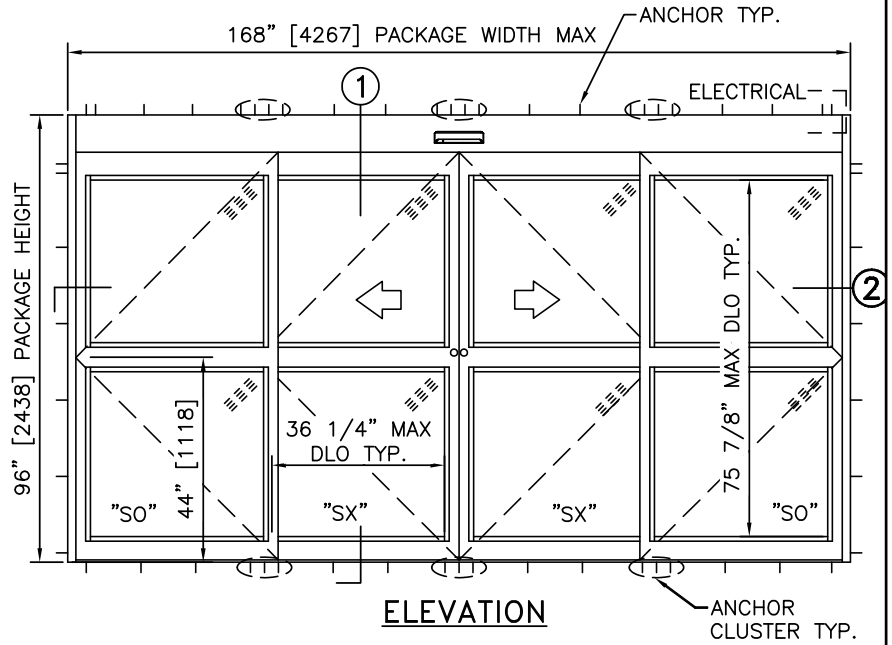 ANCHOR TYP.
168” [4267] PACKAGE WIDTH MAX
1
ELECTRICAL
96” [2438] PACKAGE HEIGHT
75 7/8” MAX DLO TYP.
2
44” [1118]
36 1/4” MAX
DLO TYP.
”SO”
”SX”
”SX”
”SO”
ELEVATION
ANCHOR
CLUSTER TYP.